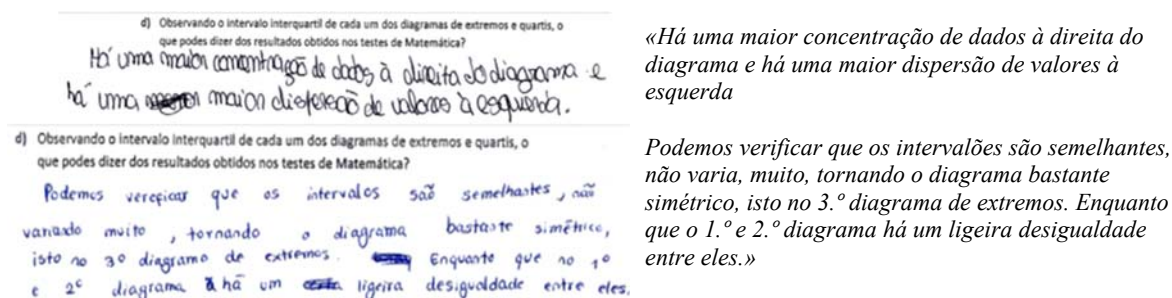 d) Observando o intervalo interquartil de cada um dos diagramas de extremos e quartis, o
que podes dizer dos resultados obtidos nos testes de Matemática?
Há uma maior concentração de dados à direita do diagrama e
há uma maior dispersão de valores à esquerda.
d) Observando o intervalo interquartil de cada um dos diagramas de extremos e quartis, o
que podes dizer dos resultados obtidos nos testes de Matemática?
Podemos vereficar que os intervalos são semelhantes, não
variando muito, tornando o diagrama bastante simétrico,
isto no 3º diagrama de extremos. Enquanto que no 1º
e 2º diagrama há um ligeira desigualdade entre eles.
«Há uma maior concentração de dados à direita do
diagrama e há uma maior dispersão de valores à
esquerda
Podemos verificar que os intervalões são semelhantes,
não varia, muito, tornando o diagrama bastante
simétrico, isto no 3.º diagrama de extremos. Enquanto
que o 1.º e 2.º diagrama há um ligeira desigualdade
entre eles.»